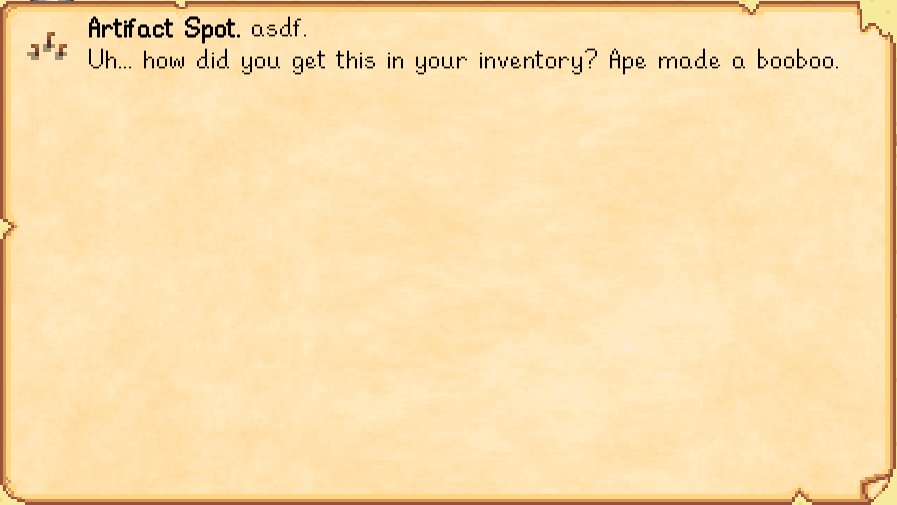 Artifact Spot. asdf.
Uh... how did you get this in your inventory? Ape made a booboo.